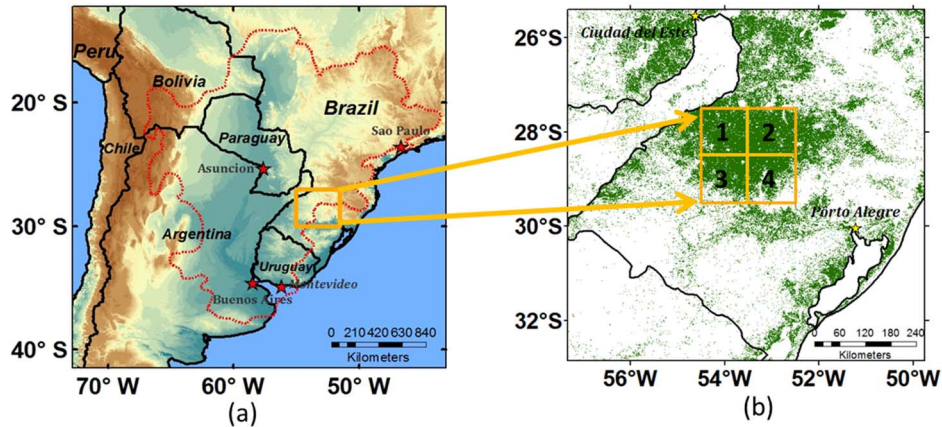 Peru
Bolivia
Brazil
20° S
Sao Paulo
Paraguay
Chile
Asuncion
30° S
Argentina
Uruguay
Montevideo
Buenos Aires
0 210 420 630 840
Kilometers
40° S
70° W 60° W 50° W
(a)
26° S
Ciudad del Este
28° S
1 2
3 4
30° S
Porto Alegre
32° S
0 60 120 180 240
Kilometers
56° W 54° W 52° W 50° W
(b)